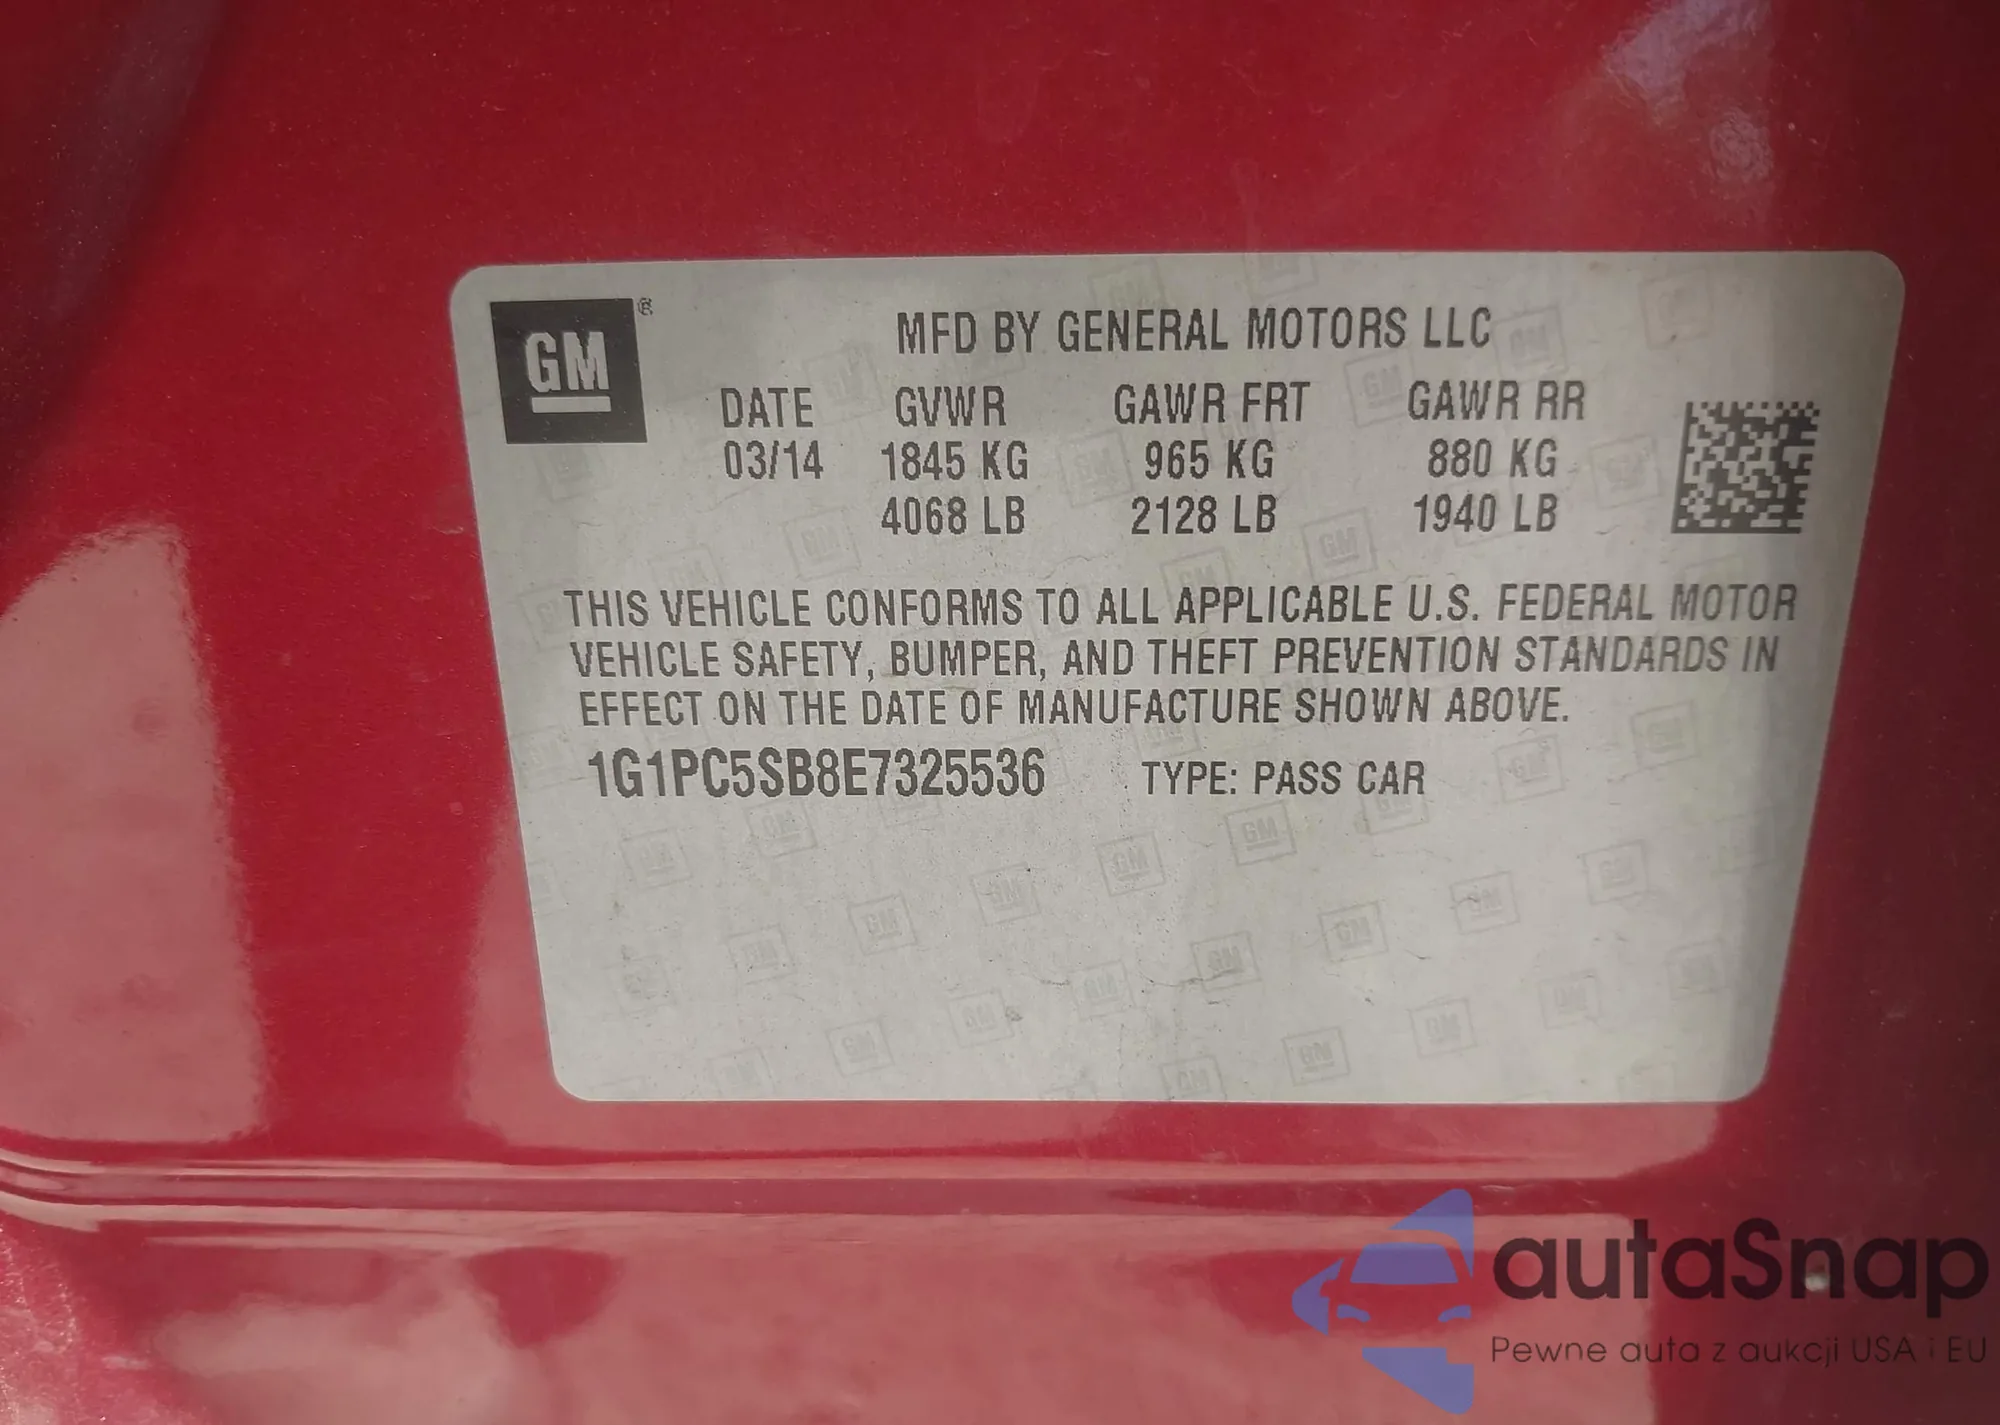 GM ®
MFD BY GENERAL MOTORS LLC
DATE GVWR GAWR FRT GAWR RR
03/14 1845 KG 965 KG 880 KG
4068 LB 2128 LB 1940 LB
THIS VEHICLE CONFORMS TO ALL APPLICABLE U.S. FEDERAL MOTOR
VEHICLE SAFETY, BUMPER, AND THEFT PREVENTION STANDARDS IN
EFFECT ON THE DATE OF MANUFACTURE SHOWN ABOVE.
1G1PC5SB8E7325536 TYPE: PASS CAR
autaSnap
Pewne auta z aukcji USA i EU